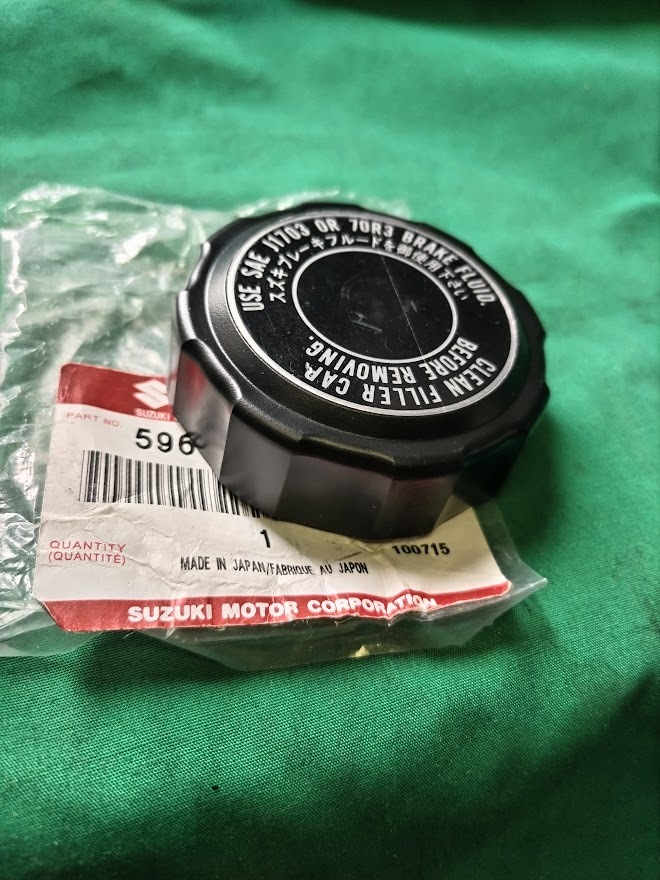 USE SAE J1703 OR 70R3 BRAKE FLUID.
スズキブレーキフルードを御使用下さい
CLEAN FILLER CAP
BEFORE REMOVING.
SUZUKI
PART NO.
596
QUANTITY
(QUANTITÉ)
1
100715
MADE IN JAPAN/FABRIQUE AU JAPON
SUZUKI MOTOR CORPORATION